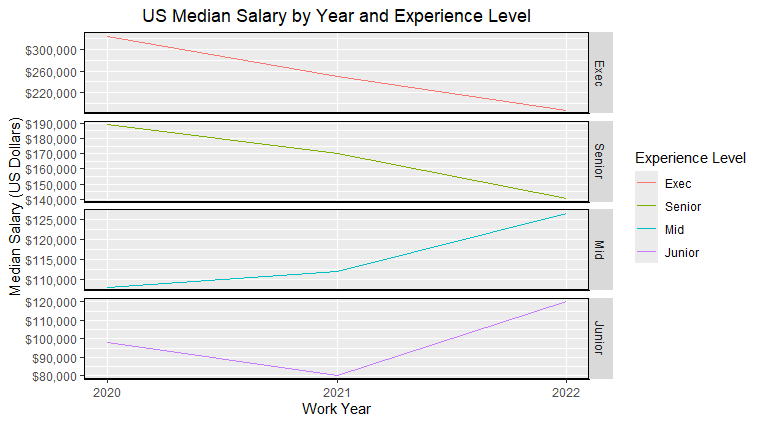 US Median Salary by Year and Experience Level
Median Salary (US Dollars)
$300,000
$260,000
$220,000
Exec
$190,000
$180,000
$170,000
$160,000
$150,000
$140,000
Senior
$125,000
$120,000
$115,000
$110,000
Mid
$120,000
$110,000
$100,000
$90,000
$80,000
Junior
2020
2021
2022
Work Year
Experience Level
Exec
Senior
Mid
Junior